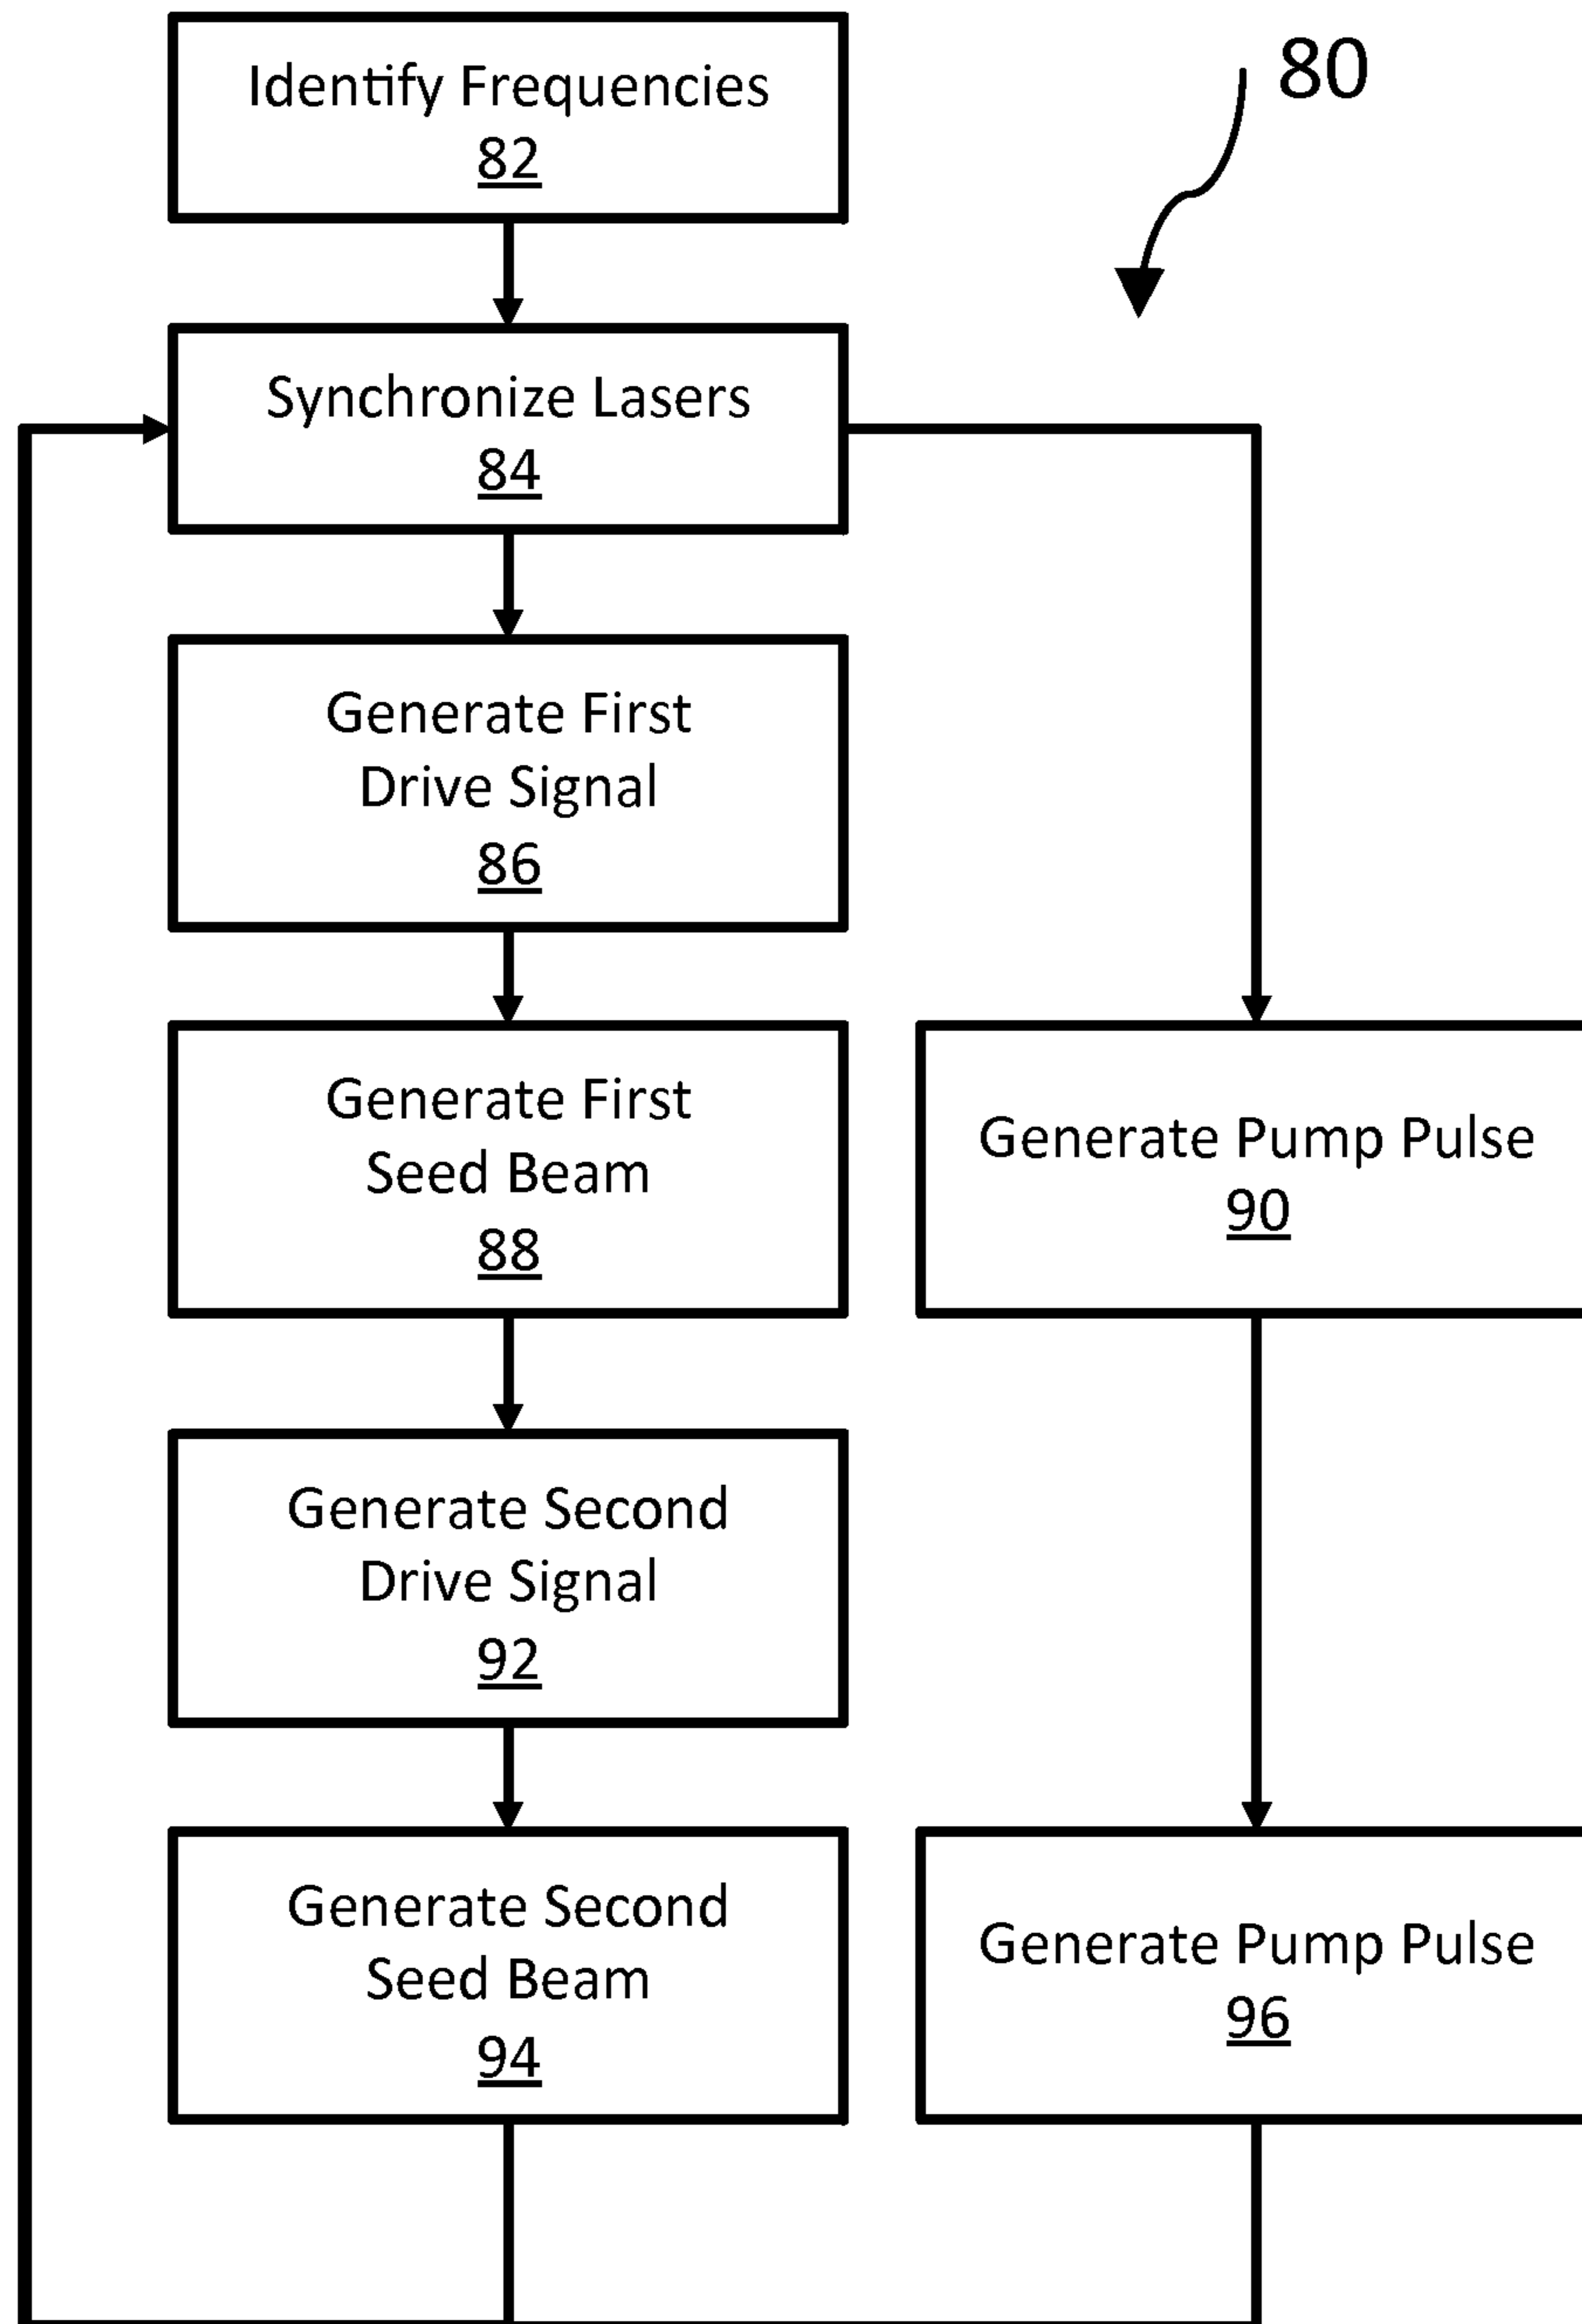 80
Identify Frequencies
82
Synchronize Lasers
84
Generate First
Drive Signal
86
Generate First
Seed Beam
88
Generate Pump Pulse
90
Generate Second
Drive Signal
92
Generate Second
Seed Beam
94
Generate Pump Pulse
96